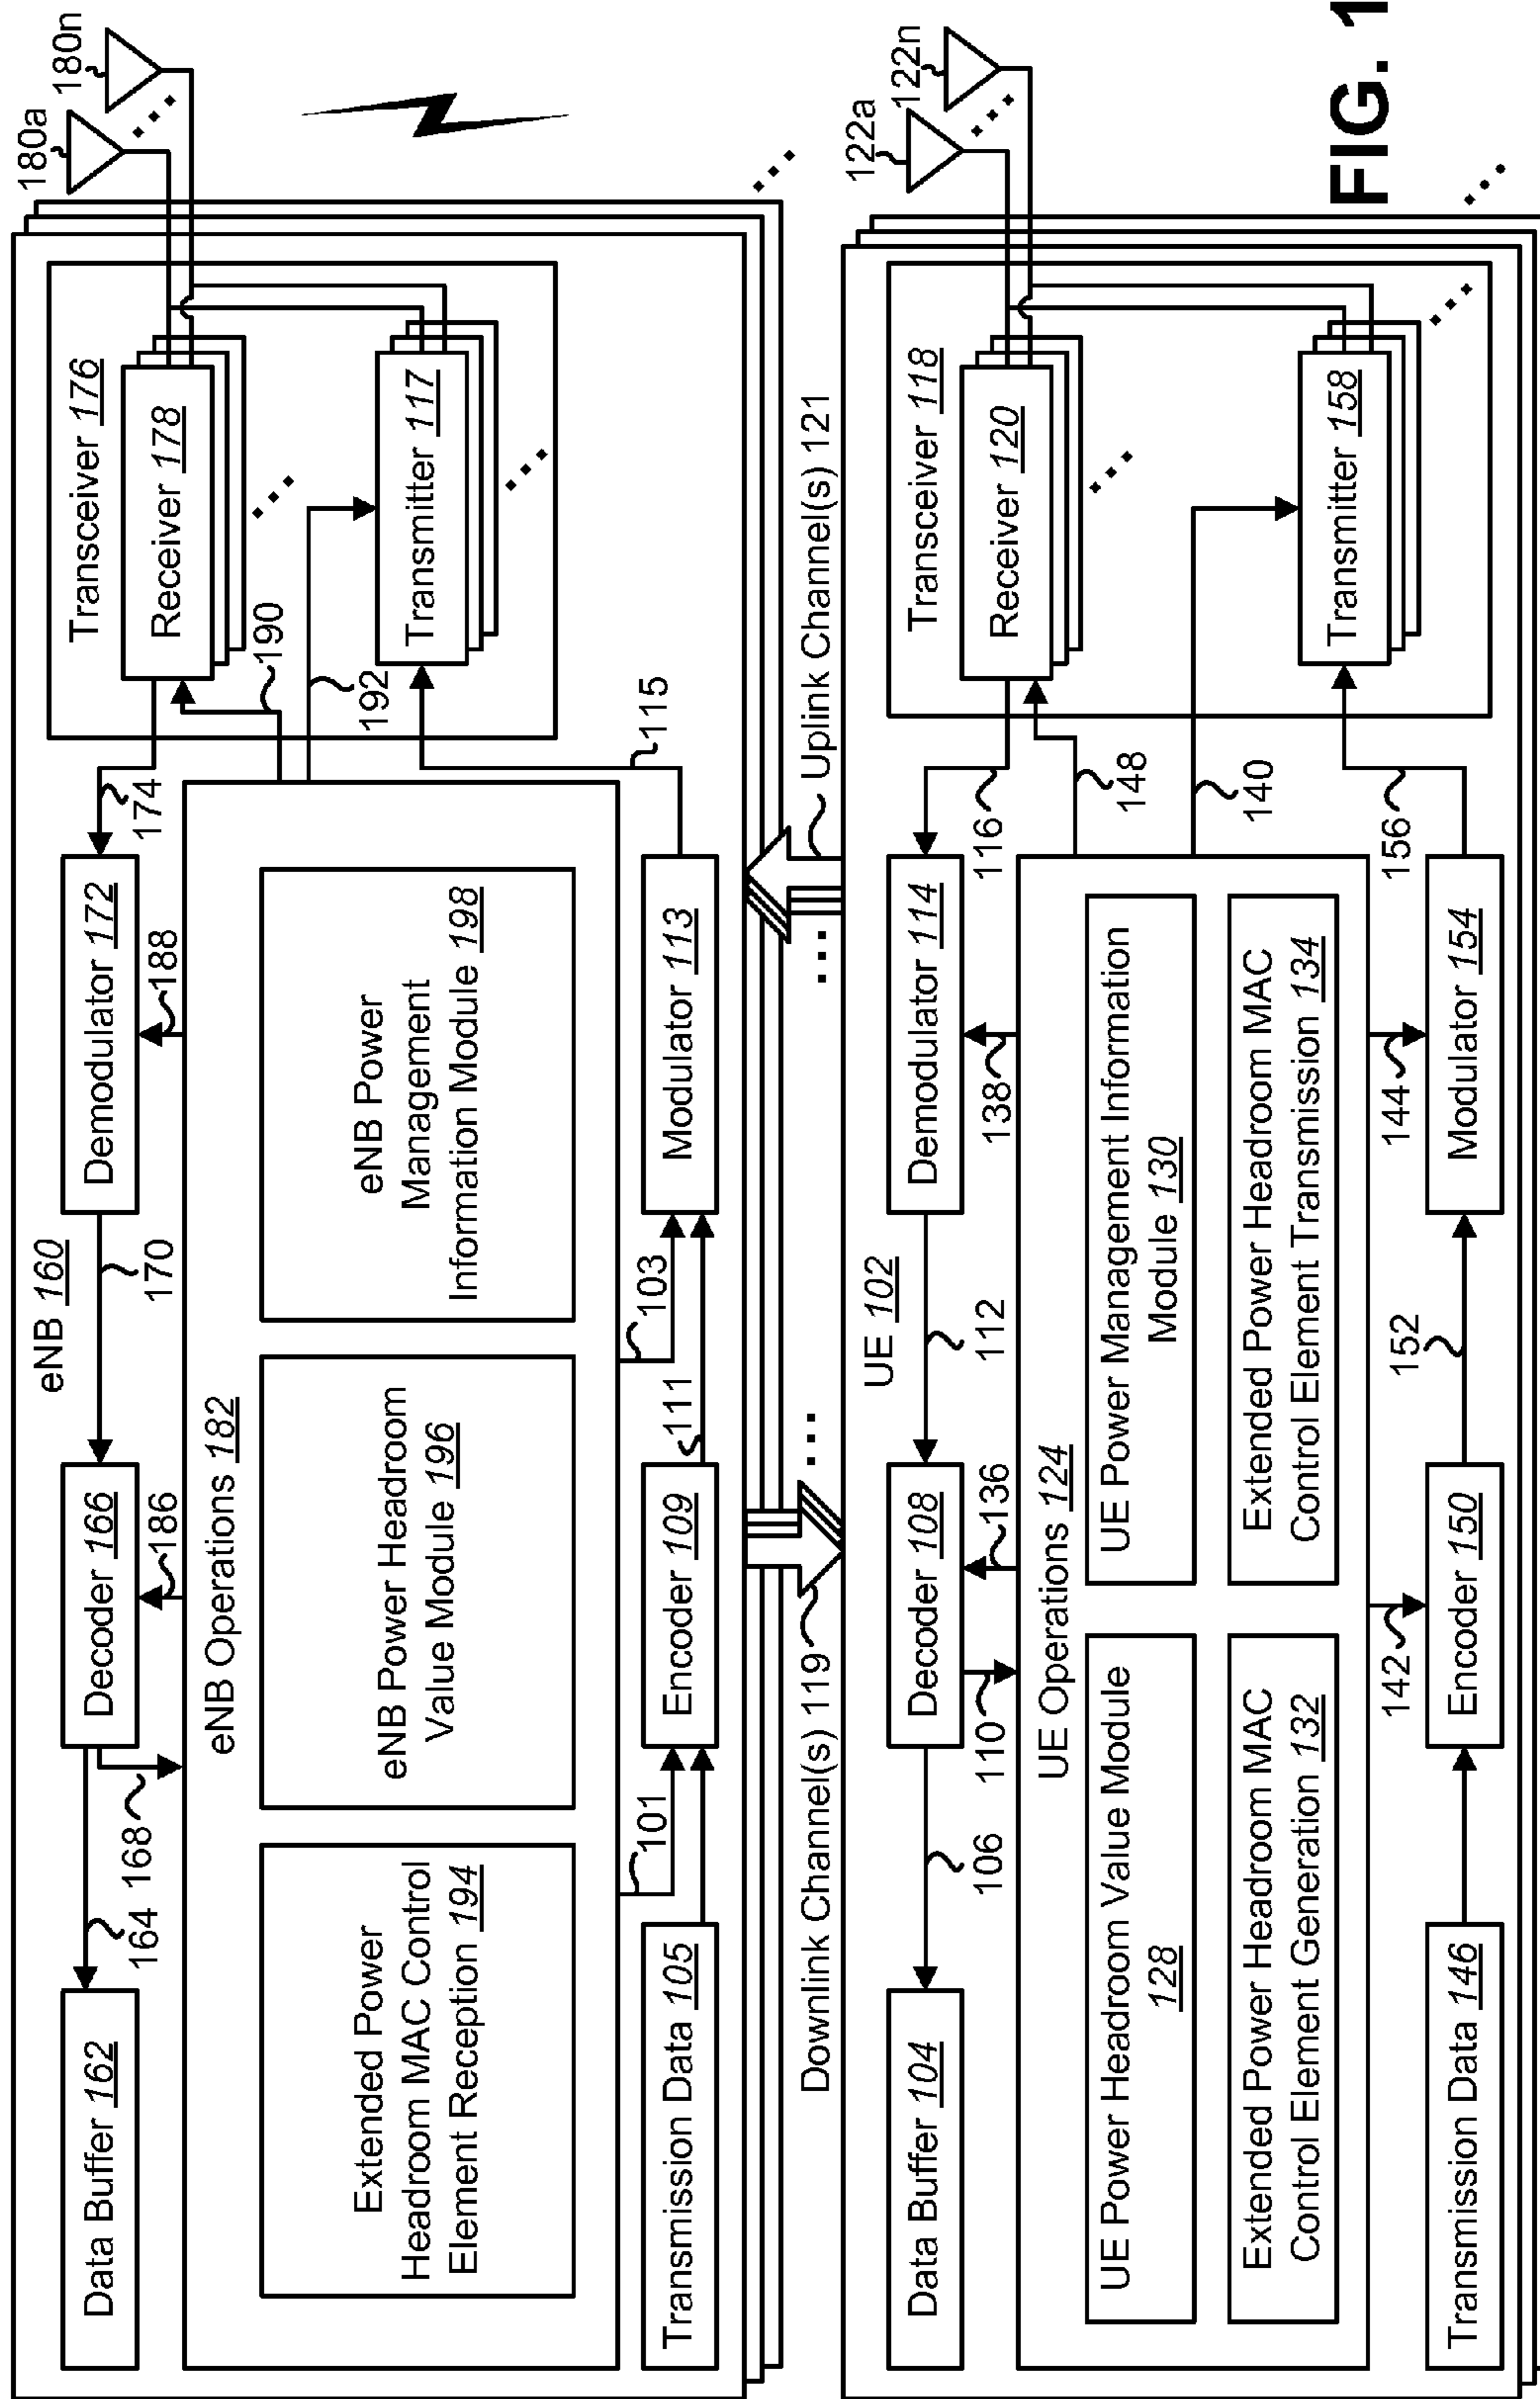 eNB 160
180a
180n
Data Buffer 162
164
168
Decoder 166
186
170
Demodulator 172
188
174
Transceiver 176
Receiver 178
190
192
Transmitter 117
eNB Operations 182
Extended Power
Headroom MAC Control
Element Reception 194
eNB Power Headroom
Value Module 196
eNB Power
Management
Information Module 198
101
103
Transmission Data 105
Encoder 109
111
Modulator 113
115
Downlink Channel(s) 119
...
...
Uplink Channel(s) 121
UE 102
122a
122n
Data Buffer 104
106
Decoder 108
110
136
112
Demodulator 114
138
116
148
140
Transceiver 118
Receiver 120
Transmitter 158
UE Operations 124
UE Power Headroom Value Module
128
UE Power Management Information
Module 130
Extended Power Headroom MAC
Control Element Generation 132
Extended Power Headroom MAC
Control Element Transmission 134
142
144
Transmission Data 146
Encoder 150
152
Modulator 154
156
FIG. 1